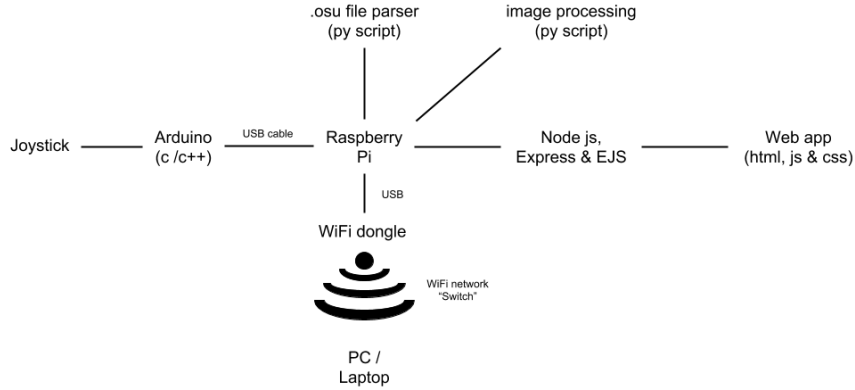 .osu file parser
(py script)
image processing
(py script)
Joystick
Arduino
(c /c++)
USB cable
Raspberry
Pi
Node js,
Express & EJS
Web app
(html, js & css)
USB
WiFi dongle
WiFi network
“Switch”
PC /
Laptop